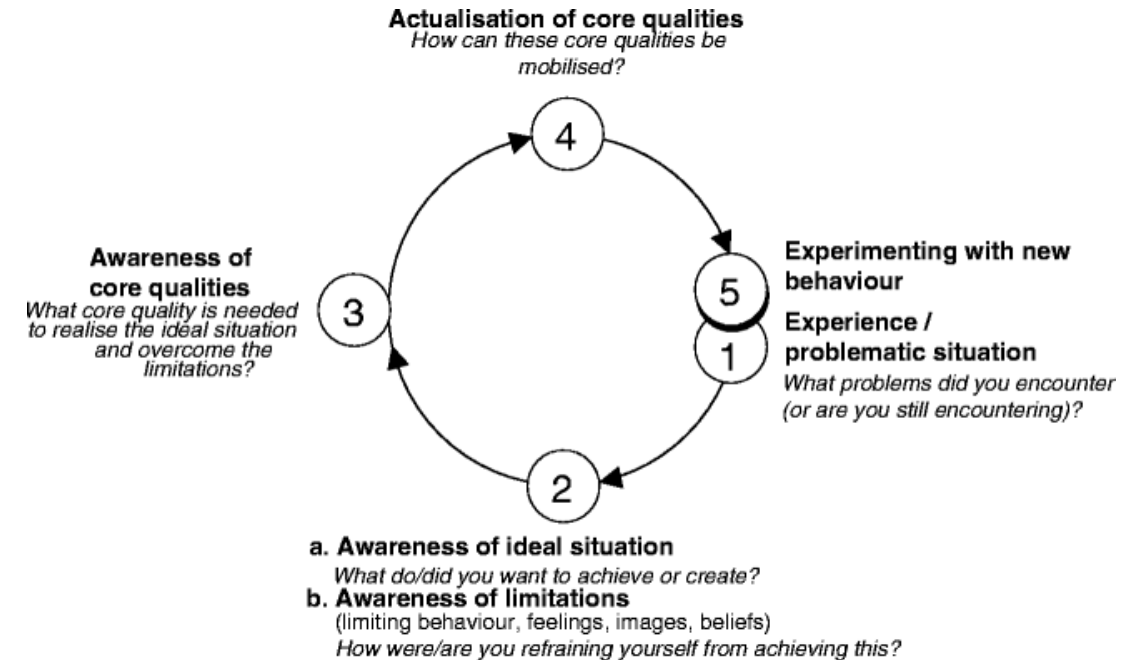 Actualisation of core qualities
How can these core qualities be
mobilised?
4
Awareness of
core qualities
What core quality is needed
to realise the ideal situation
and overcome the
limitations?
3
5
Experimenting with new
behaviour
1
Experience /
problematic situation
What problems did you encounter
(or are you still encountering)?
2
a. Awareness of ideal situation
What do/did you want to achieve or create?
b. Awareness of limitations
(limiting behaviour, feelings, images, beliefs)
How were/are you refraining yourself from achieving this?